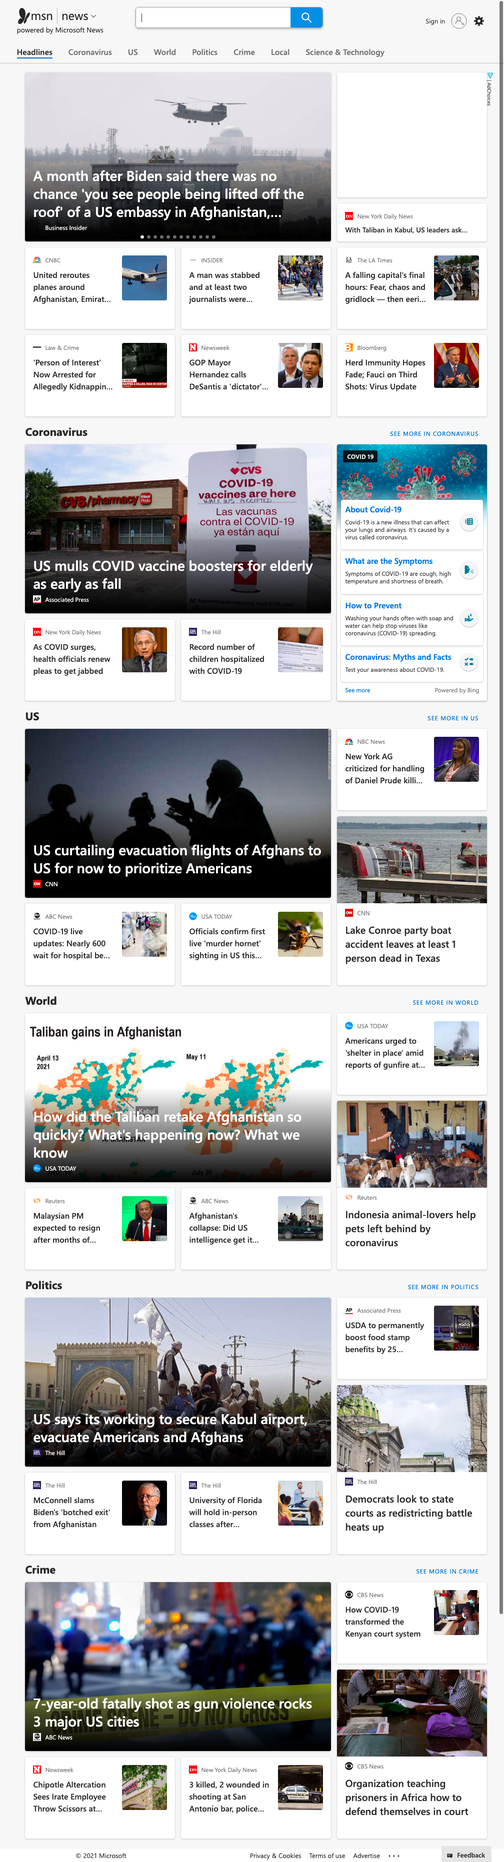 msn news
powered by Microsoft News
Sign in
Headlines Coronavirus US World Politics Crime Local Science & Technology
A month after Biden said there was no
chance 'you see people being lifted off the
roof' of a US embassy in Afghanistan,...
Business Insider
AdChoices
New York Daily News
With Taliban in Kabul, US leaders ask...
CNBC
United reroutes
planes around
Afghanistan, Emirat...
INSIDER
A man was stabbed
and at least two
journalists were...
The LA Times
A falling capital's final
hours: Fear, chaos and
gridlock — then eeri...
Law & Crime
'Person of Interest'
Now Arrested for
Allegedly Kidnappin...
Newsweek
GOP Mayor
Hernandez calls
DeSantis a 'dictator'...
Bloomberg
Herd Immunity Hopes
Fade; Fauci on Third
Shots: Virus Update
Coronavirus
SEE MORE IN CORONAVIRUS
CVS/pharmacy
CVS
COVID-19
vaccines are here
Las vacunas
contra el COVID-19
ya están aquí
US mulls COVID vaccine boosters for elderly
as early as fall
AP Associated Press
COVID 19
About Covid-19
Covid-19 is a new illness that can affect
your lungs and airways. It's caused by a
virus called coronavirus.
What are the Symptoms
Symptoms of COVID-19 are cough, high
temperature and shortness of breath.
How to Prevent
Washing your hands often with soap and
water can help stop viruses like
coronavirus (COVID-19) spreading.
Coronavirus: Myths and Facts
Test your awareness about COVID-19.
See more
Powered by Bing
New York Daily News
As COVID surges,
health officials renew
pleas to get jabbed
The Hill
Record number of
children hospitalized
with COVID-19
US
SEE MORE IN US
US curtailing evacuation flights of Afghans to
US for now to prioritize Americans
CNN
NBC News
New York AG
criticized for handling
of Daniel Prude killi...
CNN
Lake Conroe party boat
accident leaves at least 1
person dead in Texas
ABC News
COVID-19 live
updates: Nearly 600
wait for hospital be...
USA TODAY
Officials confirm first
live 'murder hornet'
sighting in US this...
World
SEE MORE IN WORLD
Taliban gains in Afghanistan
April 13
2021
May 11
How did the Taliban retake Afghanistan so
quickly? What's happening now? What we
know
USA TODAY
USA TODAY
Americans urged to
'shelter in place' amid
reports of gunfire at...
Reuters
Indonesia animal-lovers help
pets left behind by
coronavirus
Reuters
Malaysian PM
expected to resign
after months of...
ABC News
Afghanistan's
collapse: Did US
intelligence get it...
Politics
SEE MORE IN POLITICS
US says its working to secure Kabul airport,
evacuate Americans and Afghans
The Hill
AP Associated Press
USDA to permanently
boost food stamp
benefits by 25...
The Hill
Democrats look to state
courts as redistricting battle
heats up
The Hill
McConnell slams
Biden's 'botched exit'
from Afghanistan
The Hill
University of Florida
will hold in-person
classes after...
Crime
SEE MORE IN CRIME
7-year-old fatally shot as gun violence rocks
3 major US cities
ABC News
CBS News
How COVID-19
transformed the
Kenyan court system
CBS News
Organization teaching
prisoners in Africa how to
defend themselves in court
Newsweek
Chipotle Altercation
Sees Irate Employee
Throw Scissors at...
New York Daily News
3 killed, 2 wounded in
shooting at San
Antonio bar, police...
© 2021 Microsoft
Privacy & Cookies Terms of use Advertise ...
Feedback